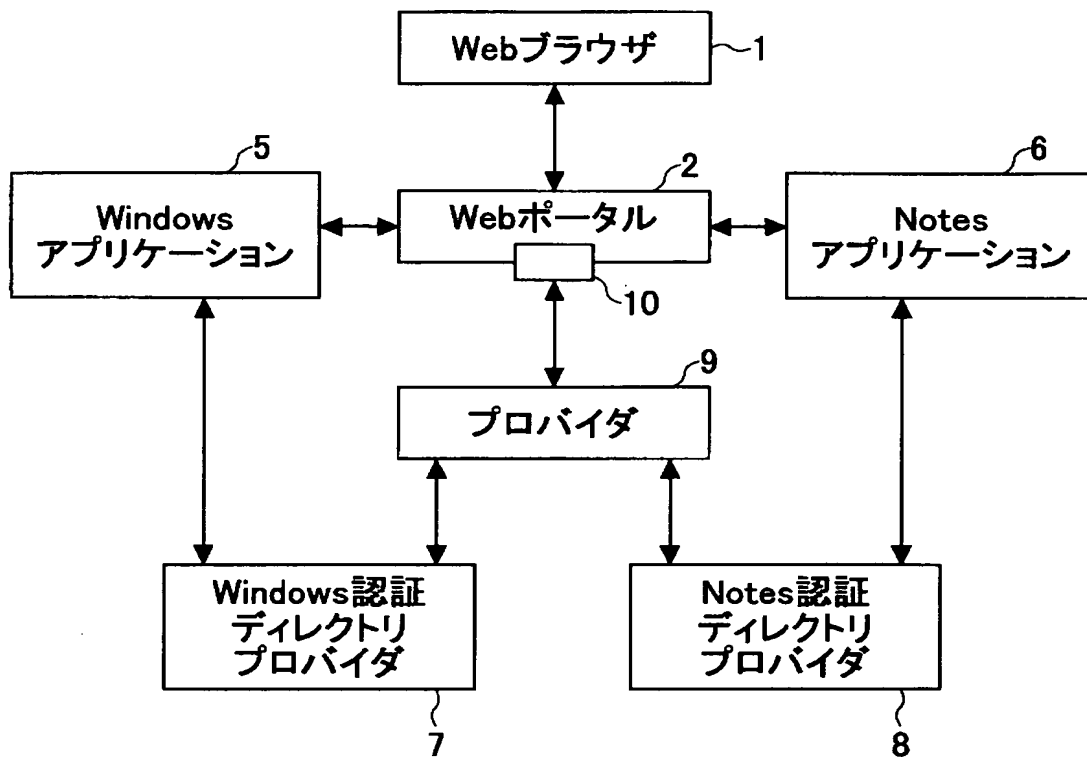 Webブラウザ
1
5
Windows
アプリケーション
2
Webポータル
10
6
Notes
アプリケーション
9
プロバイダ
Windows認証
ディレクトリ
プロバイダ
7
Notes認証
ディレクトリ
プロバイダ
8